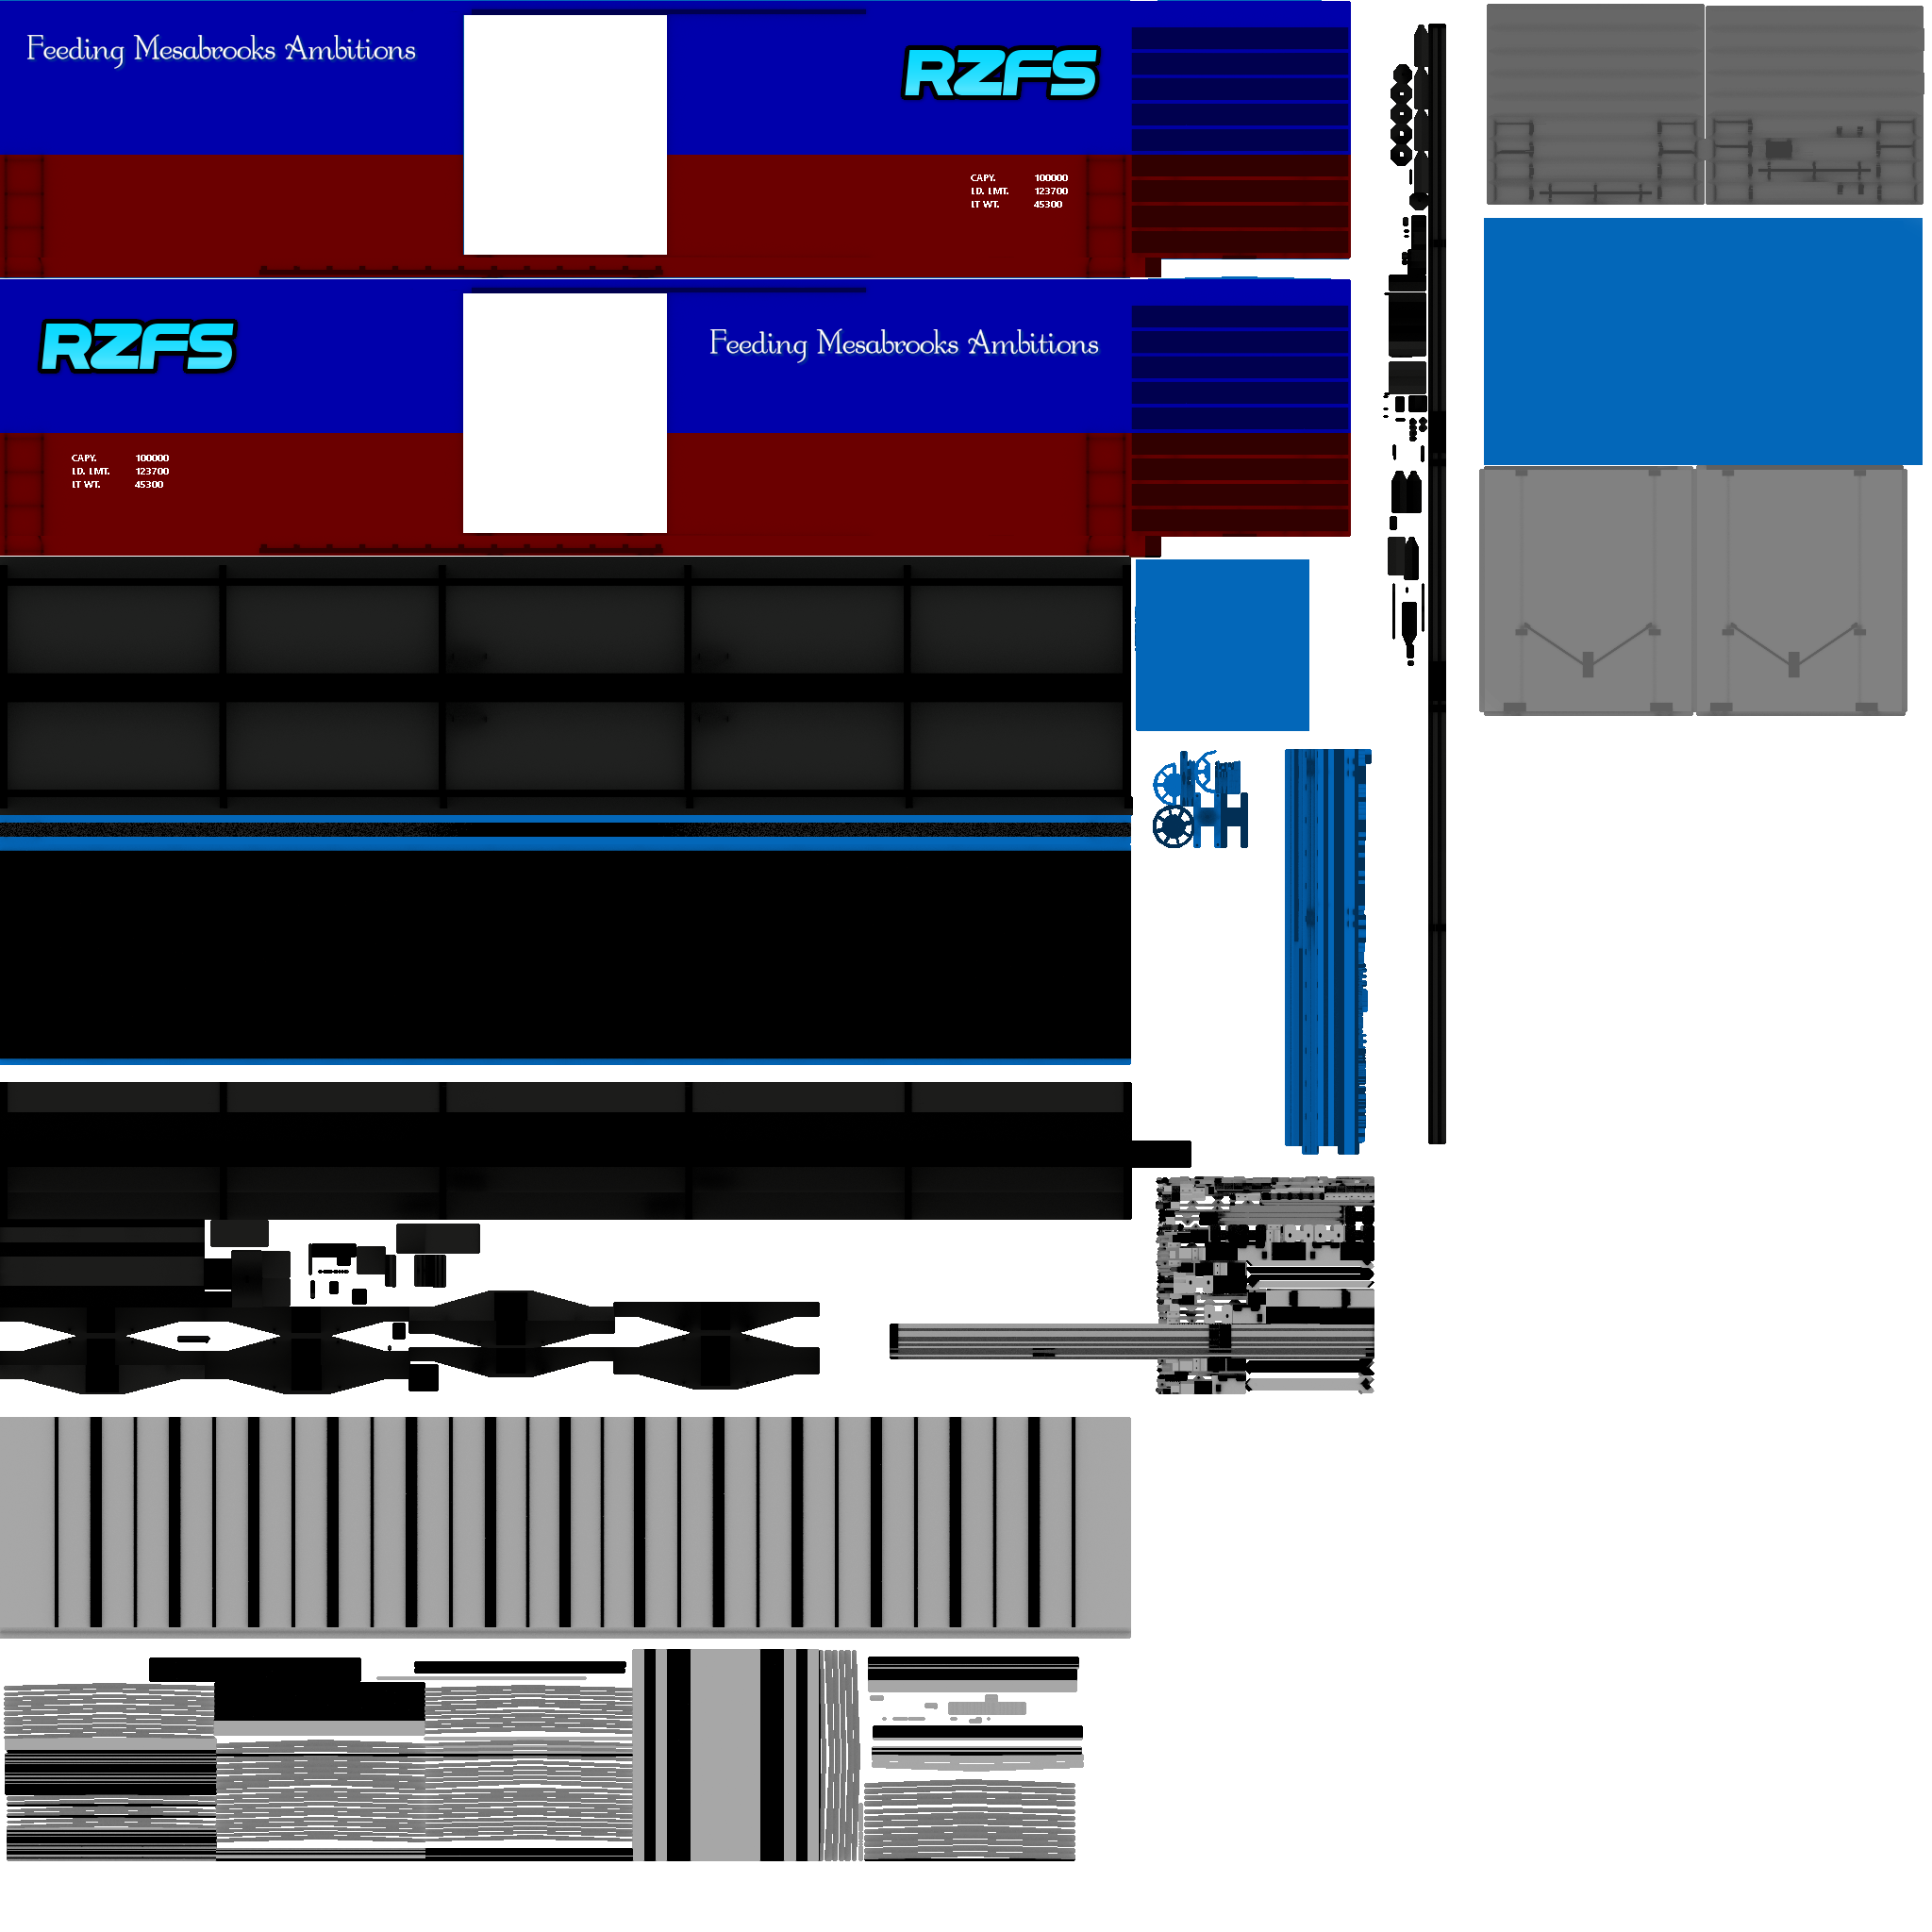 Feeding Mesabrooks Ambitions
RZFS
CAPY. 100000
LD. LMT. 123700
LT WT. 45300
RZFS
Feeding Mesabrooks Ambitions
CAPY. 100000
LD. LMT. 123700
LT WT. 45300